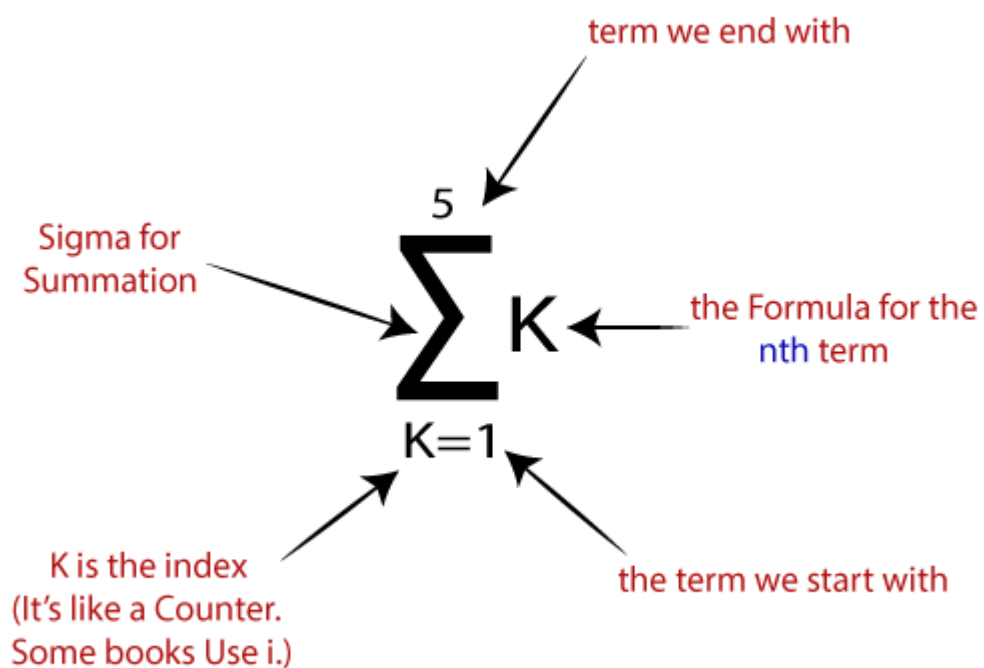 term we end with
5
Sigma for
Summation
∑ K
the Formula for the
nth term
K=1
K is the index
(It's like a Counter.
Some books Use i.)
the term we start with